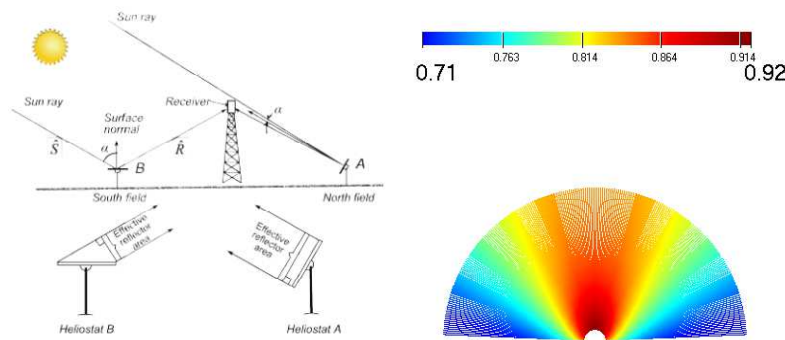 Sun ray
Receiver
α
Sun ray
Surface
normal
Ŝ
α
B
R̂
A
South field
North field
Effective
reflector
area
Effective
reflector
area
Heliostat B
Heliostat A
0.71
0.763
0.814
0.864
0.914
0.92